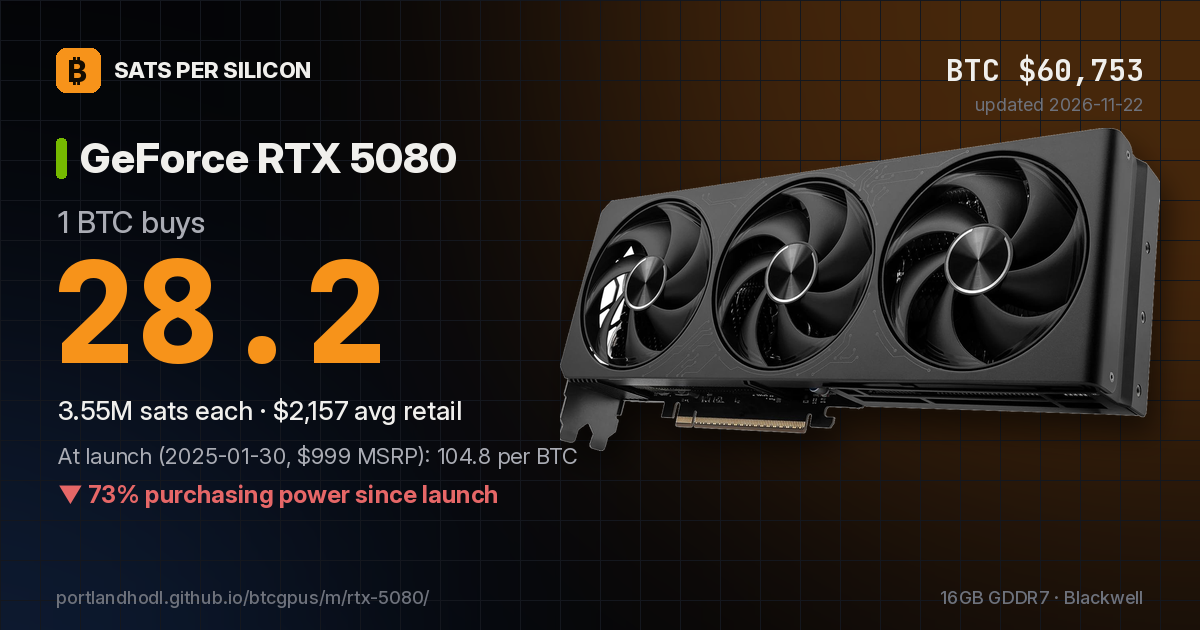 ₿ SATS PER SILICON
BTC $60,753
updated 2026-11-22
GeForce RTX 5080
1 BTC buys
28.2
3.55M sats each · $2,157 avg retail
At launch (2025-01-30, $999 MSRP): 104.8 per BTC
▼ 73% purchasing power since launch
portlandhodl.github.io/btcgpus/m/rtx-5080/
16GB GDDR7 · Blackwell